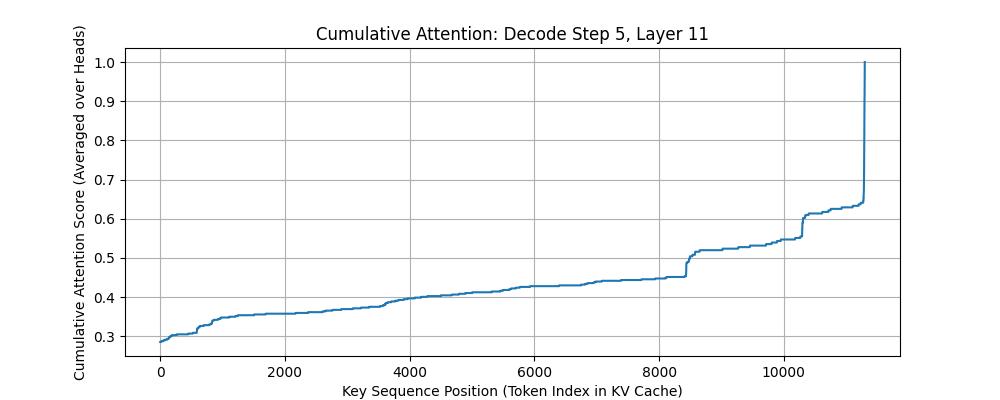 Cumulative Attention: Decode Step 5, Layer 11
Cumulative Attention Score (Averaged over Heads)
1.0
0.9
0.8
0.7
0.6
0.5
0.4
0.3
0 2000 4000 6000 8000 10000
Key Sequence Position (Token Index in KV Cache)